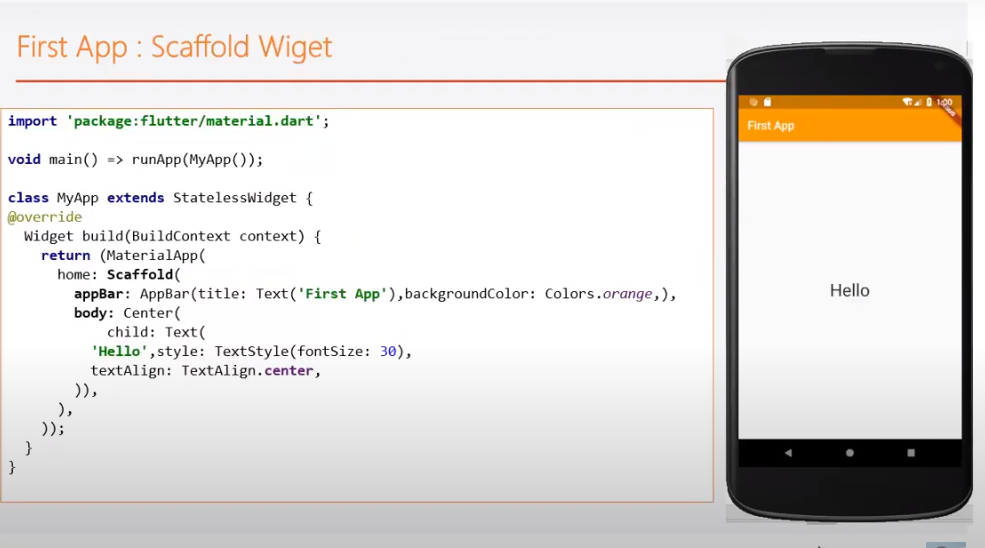 First App : Scaffold Wiget
import 'package:flutter/material.dart';
void main() => runApp(MyApp());
class MyApp extends StatelessWidget {
@override
Widget build(BuildContext context) {
return (MaterialApp(
home: Scaffold(
appBar: AppBar(title: Text('First App'),backgroundColor: Colors.orange,),
body: Center(
child: Text(
'Hello',style: TextStyle(fontSize: 30),
textAlign: TextAlign.center,
)),
),
));
}
}
1:00
First App
Hello